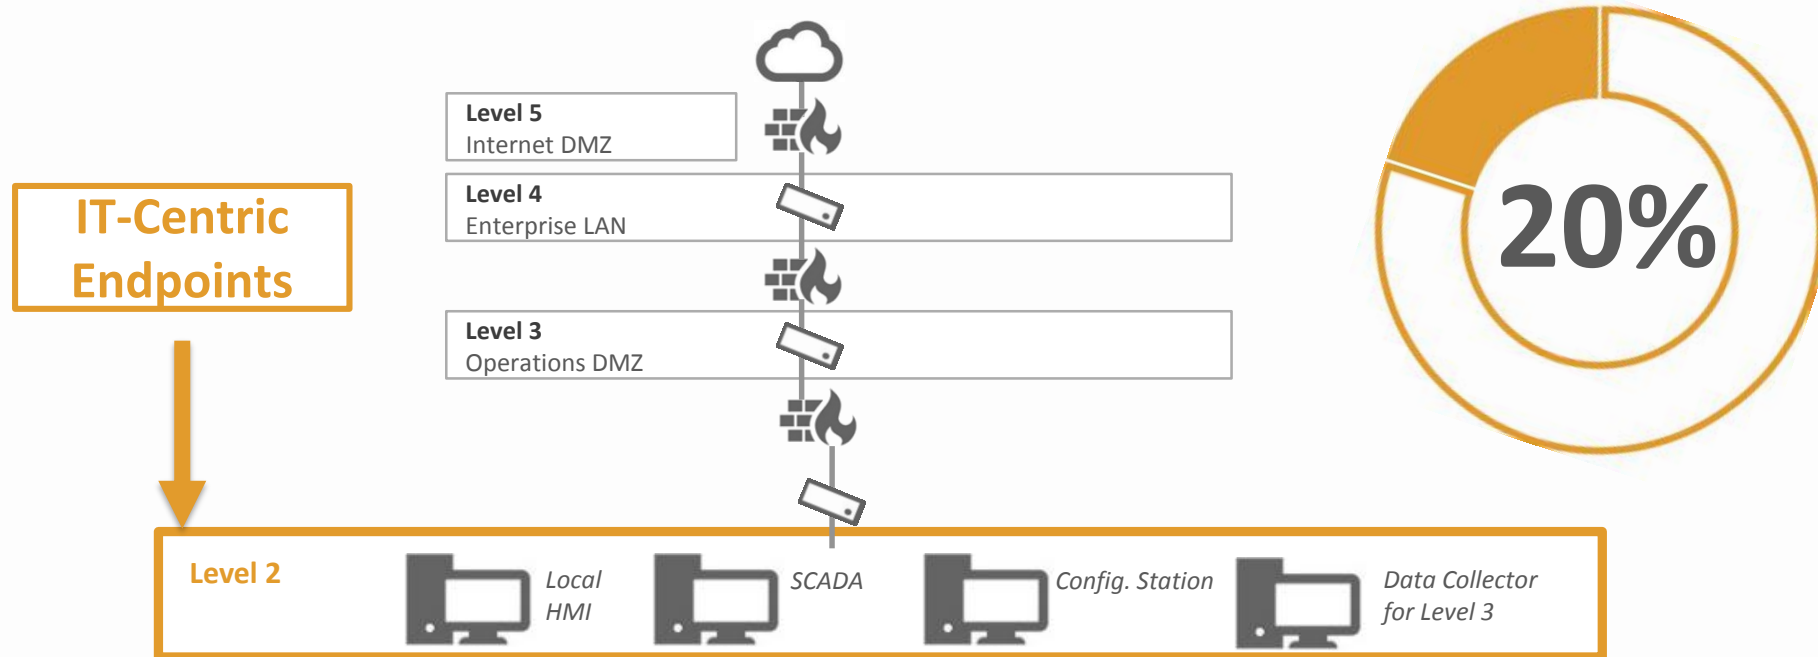 Level 5
Internet DMZ
Level 4
Enterprise LAN
IT-Centric
Endpoints
20%
Level 3
Operations DMZ
Level 2
Local
HMI
SCADA
Config. Station
Data Collector
for Level 3